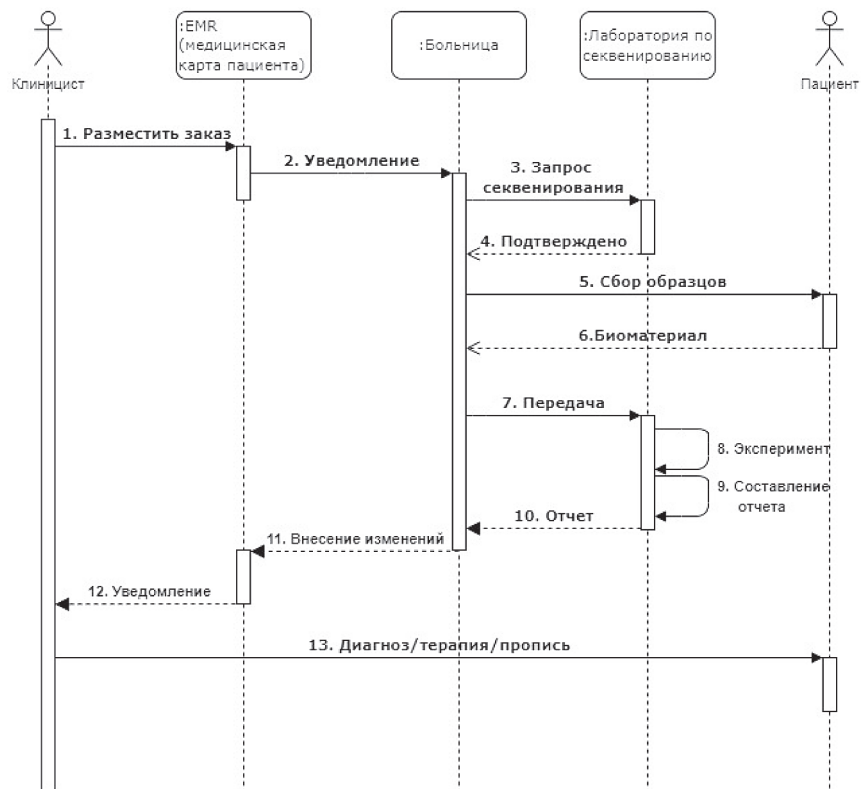 :EMR
(медицинская
карта пациента)
:Больница
:Лаборатория по
секвенированию
Клиницист
Пациент
1. Разместить заказ
2. Уведомление
3. Запрос
секвенирования
4. Подтверждено
5. Сбор образцов
6.Биоматериал
7. Передача
8. Эксперимент
9. Составление
отчета
10. Отчет
11. Внесение изменений
12. Уведомление
13. Диагноз/терапия/пропись